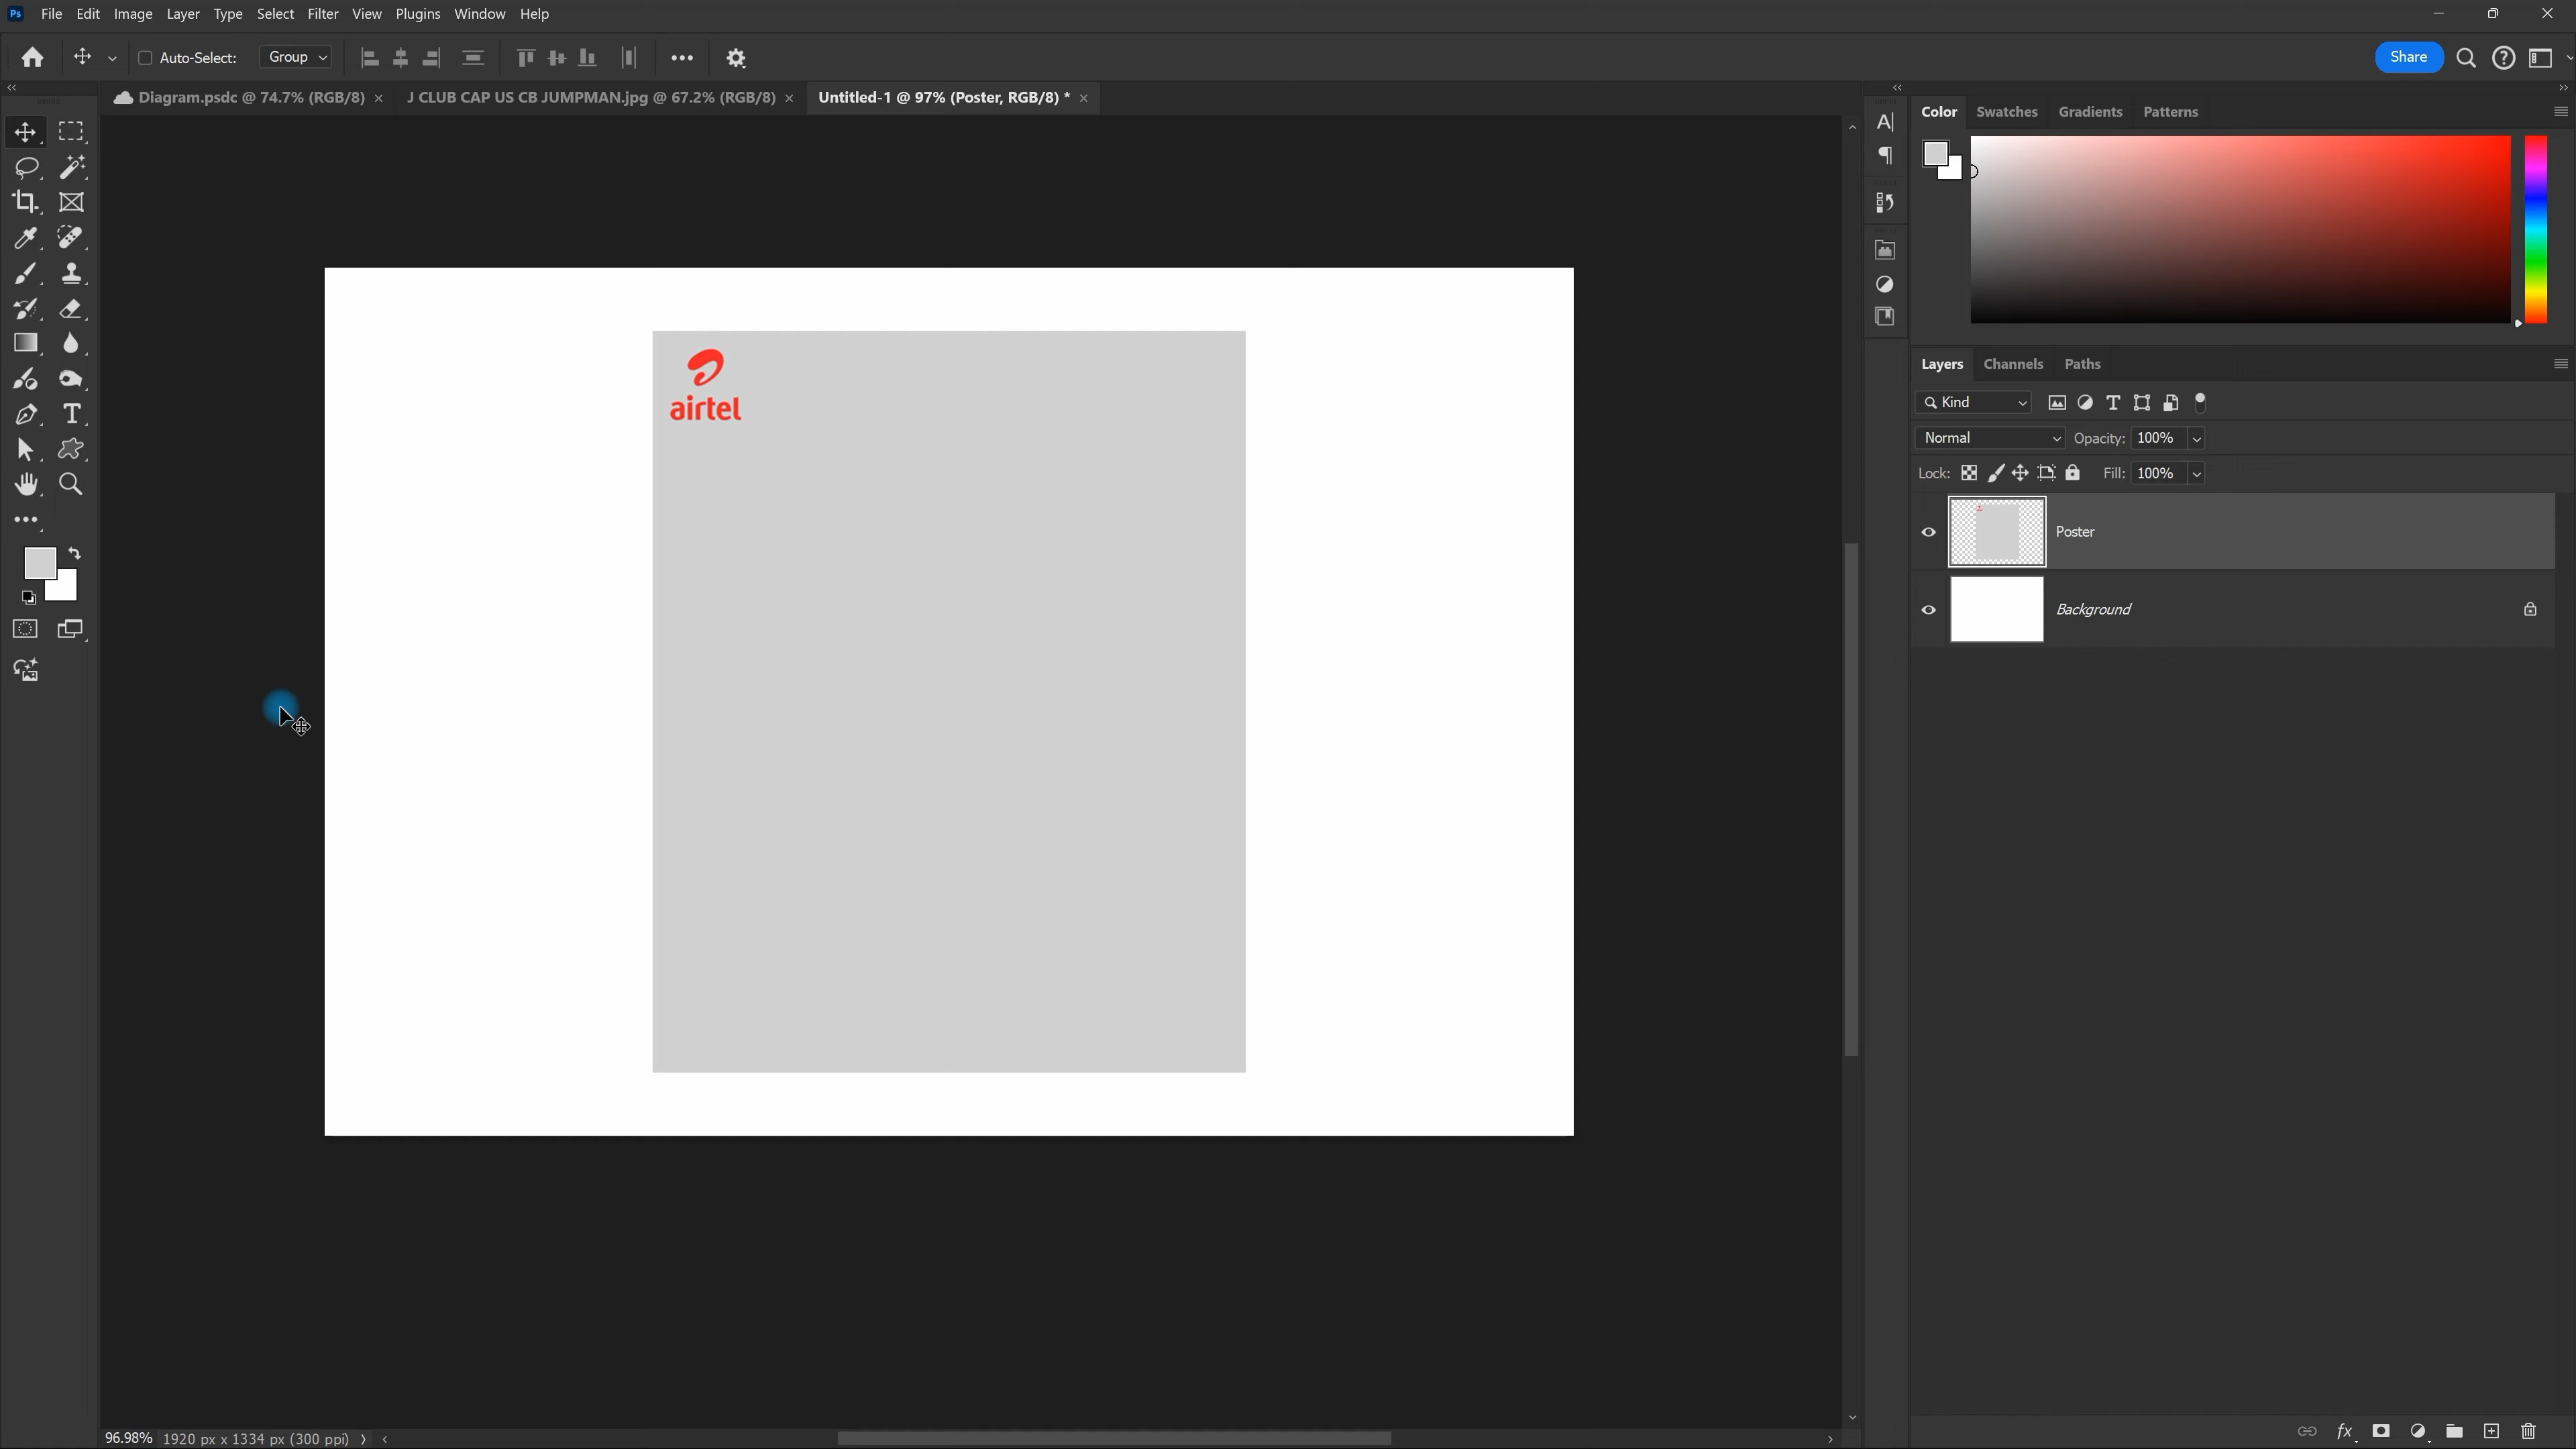 Ps File Edit Image Layer Type Select Filter View Plugins Window Help
Auto-Select: Group Share
Diagram.psdc @ 74.7% (RGB/8) × J CLUB CAP US CB JUMPMAN.jpg @ 67.2% (RGB/8) × Untitled-1 @ 97% (Poster, RGB/8) * ×
Color Swatches Gradients Patterns
airtel
Layers Channels Paths
Kind
Normal Opacity: 100%
Lock: Fill: 100%
Poster
Background
96.98% 1920 px x 1334 px (300 ppi)